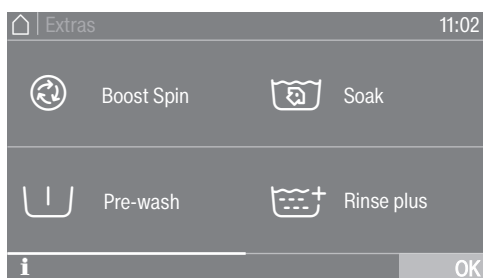 Extras 11:02
Boost Spin Soak
Pre-wash Rinse plus
i OK